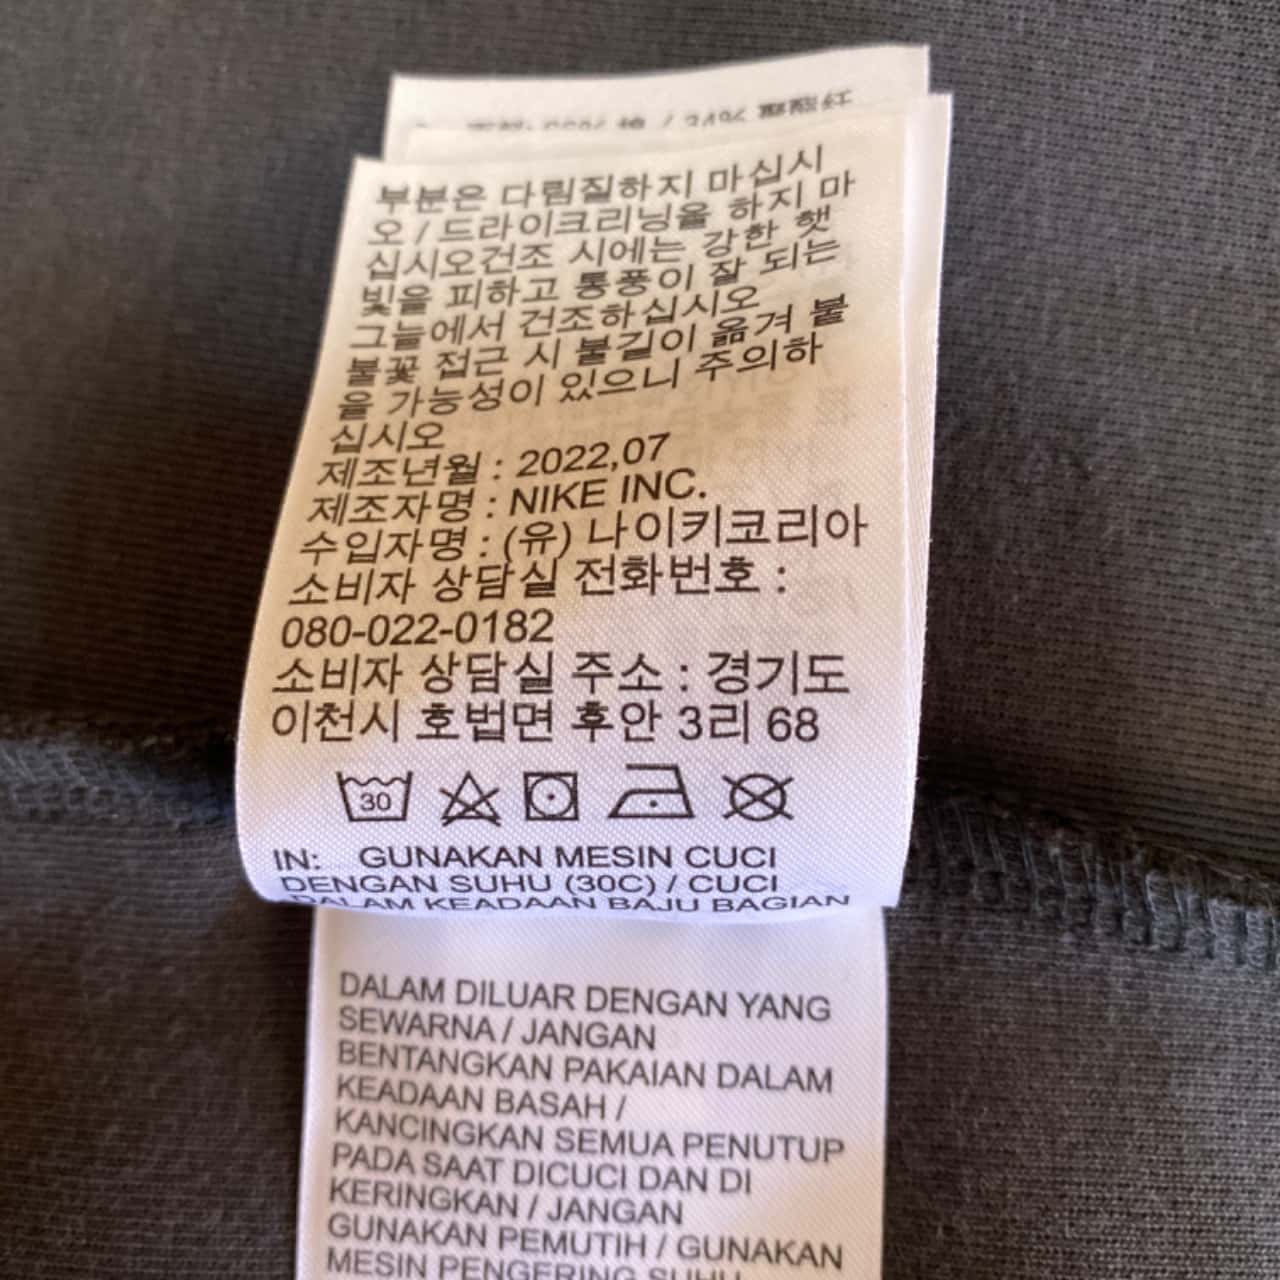 부분은 다림질하지 마십시
오 / 드라이크리닝을 하지 마
십시오건조 시에는 강한 햇
빛을 피하고 통풍이 잘 되는
그늘에서 건조하십시오
불꽃 접근 시 불길이 옮겨 붙
을 가능성이 있으니 주의하
십시오
제조년월 : 2022,07
제조자명 : NIKE INC.
수입자명 : (유) 나이키코리아
소비자 상담실 전화번호 :
080-022-0182
소비자 상담실 주소 : 경기도
이천시 호법면 후안 3리 68
30
IN: GUNAKAN MESIN CUCI
DENGAN SUHU (30C) / CUCI
DALAM KEADAAN BAJU BAGIAN
DALAM DILUAR DENGAN YANG
SEWARNA / JANGAN
BENTANGKAN PAKAIAN DALAM
KEADAAN BASAH /
KANCINGKAN SEMUA PENUTUP
PADA SAAT DICUCI DAN DI
KERINGKAN / JANGAN
GUNAKAN PEMUTIH / GUNAKAN
MESIN PENGERING SUHU